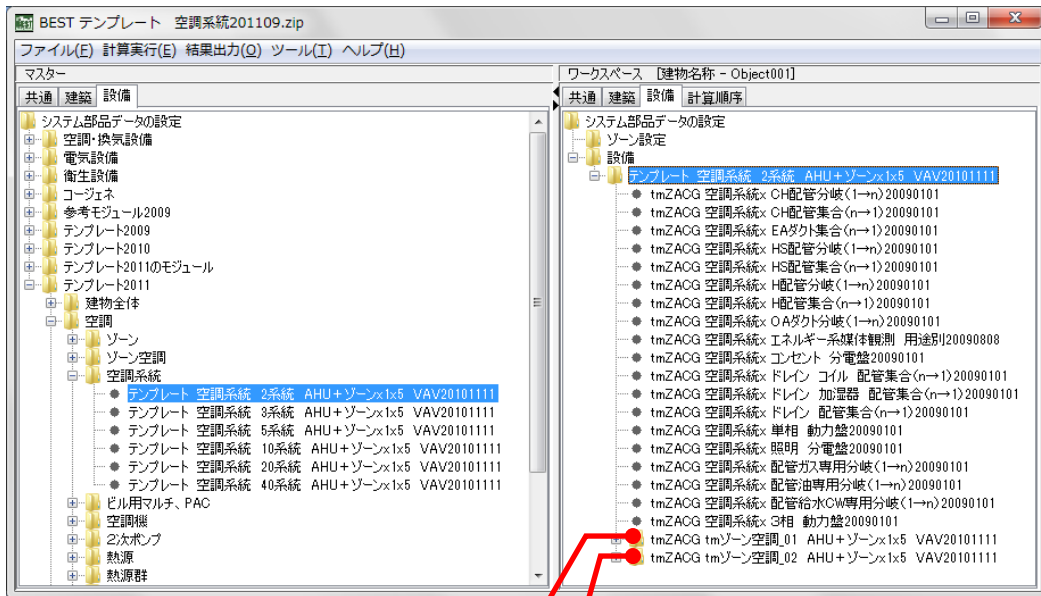 BEST テンプレート 空調系統201109.zip
ファイル(F) 計算実行(E) 結果出力(O) ツール(T) ヘルプ(H)
マスター
共通 建築 設備
システム部品データの設定
空調・換気設備
電気設備
衛生設備
コージェネ
参考モジュール2009
テンプレート2009
テンプレート2010
テンプレート2011のモジュール
テンプレート2011
建物全体
空調
ゾーン
ゾーン空調
空調系統
テンプレート 空調系統 2系統 AHU+ゾーンx1x5 VAV20101111
テンプレート 空調系統 3系統 AHU+ゾーンx1x5 VAV20101111
テンプレート 空調系統 5系統 AHU+ゾーンx1x5 VAV20101111
テンプレート 空調系統 10系統 AHU+ゾーンx1x5 VAV20101111
テンプレート 空調系統 20系統 AHU+ゾーンx1x5 VAV20101111
テンプレート 空調系統 40系統 AHU+ゾーンx1x5 VAV20101111
ビル用マルチ、PAC
空調機
2次ポンプ
熱源
熱源群
ワークスペース [建物名称 - Object001]
共通 建築 設備 計算順序
システム部品データの設定
ゾーン設定
設備
テンプレート 空調系統 2系統 AHU+ゾーンx1x5 VAV20101111
tmZACG 空調系統x CH配管分岐(1→n)20090101
tmZACG 空調系統x CH配管集合(n→1)20090101
tmZACG 空調系統x EAダクト集合(n→1)20090101
tmZACG 空調系統x HS配管分岐(1→n)20090101
tmZACG 空調系統x HS配管集合(n→1)20090101
tmZACG 空調系統x H配管分岐(1→n)20090101
tmZACG 空調系統x H配管集合(n→1)20090101
tmZACG 空調系統x OAダクト分岐(1→n)20090101
tmZACG 空調系統x エネルギー系媒体観測 用途別20090808
tmZACG 空調系統x コンセント 分電盤20090101
tmZACG 空調系統x ドレイン コイル 配管集合(n→1)20090101
tmZACG 空調系統x ドレイン 加湿器 配管集合(n→1)20090101
tmZACG 空調系統x ドレイン 配管集合(n→1)20090101
tmZACG 空調系統x 単相 動力盤20090101
tmZACG 空調系統x 照明 分電盤20090101
tmZACG 空調系統x 配管ガス専用分岐(1→n)20090101
tmZACG 空調系統x 配管油専用分岐(1→n)20090101
tmZACG 空調系統x 配管給水CW専用分岐(1→n)20090101
tmZACG 空調系統x 3相 動力盤20090101
tmZACG tmゾーン空調_01 AHU+ゾーンx1x5 VAV20101111
tmZACG tmゾーン空調_02 AHU+ゾーンx1x5 VAV20101111